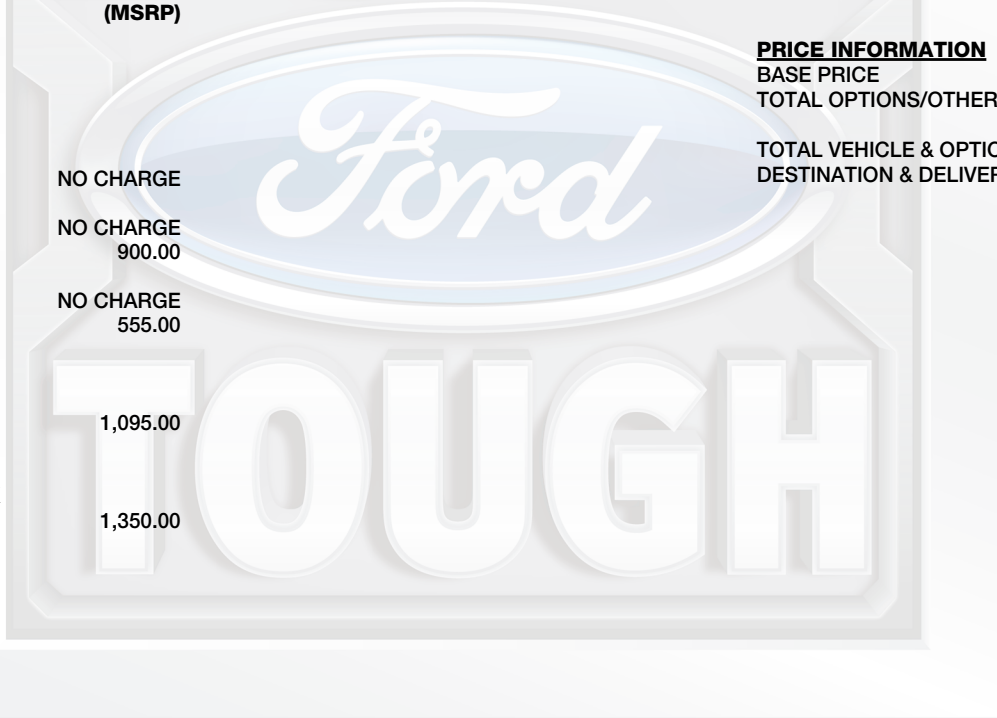 (MSRP)
NO CHARGE
NO CHARGE
900.00
NO CHARGE
555.00
1,095.00
1,350.00
PRICE INFORMATION
BASE PRICE
TOTAL OPTIONS/OTHER
TOTAL VEHICLE & OPTIO
DESTINATION & DELIVER
Ford
TOUGH